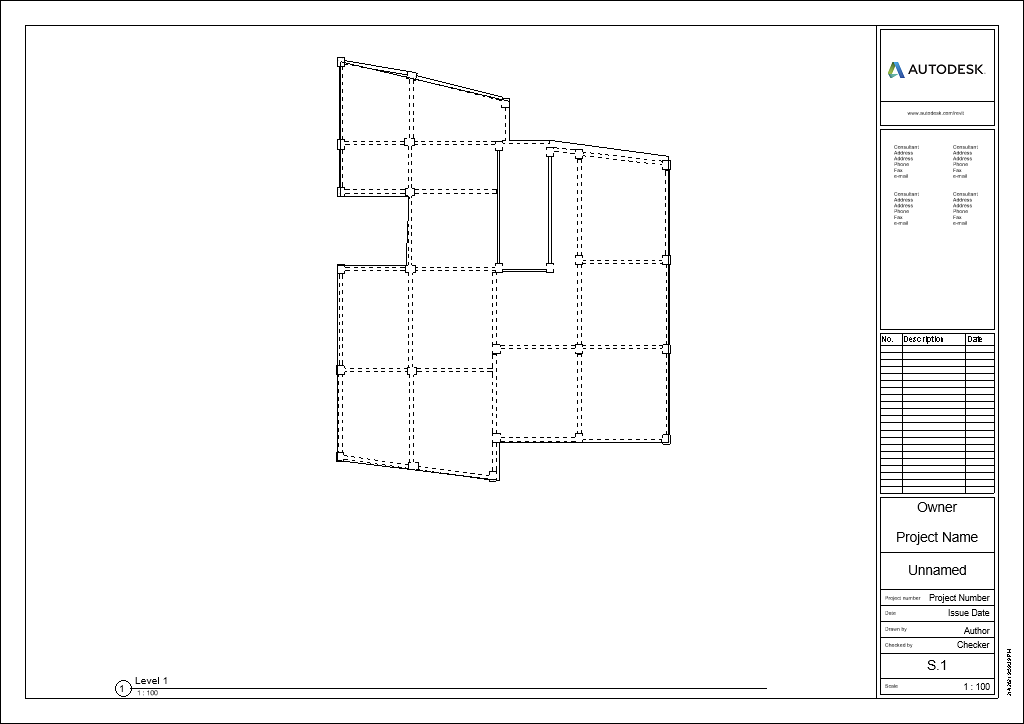 AUTODESK.
www.autodesk.com/revit
Consultant
Address
Address
Phone
Fax
e-mail
Consultant
Address
Address
Phone
Fax
e-mail
Consultant
Address
Address
Phone
Fax
e-mail
Consultant
Address
Address
Phone
Fax
e-mail
No. Description Date
Owner
Project Name
Unnamed
Project number Project Number
Date Issue Date
Drawn by Author
Checked by Checker
S.1
Scale 1 : 100
1 Level 1
1 : 100